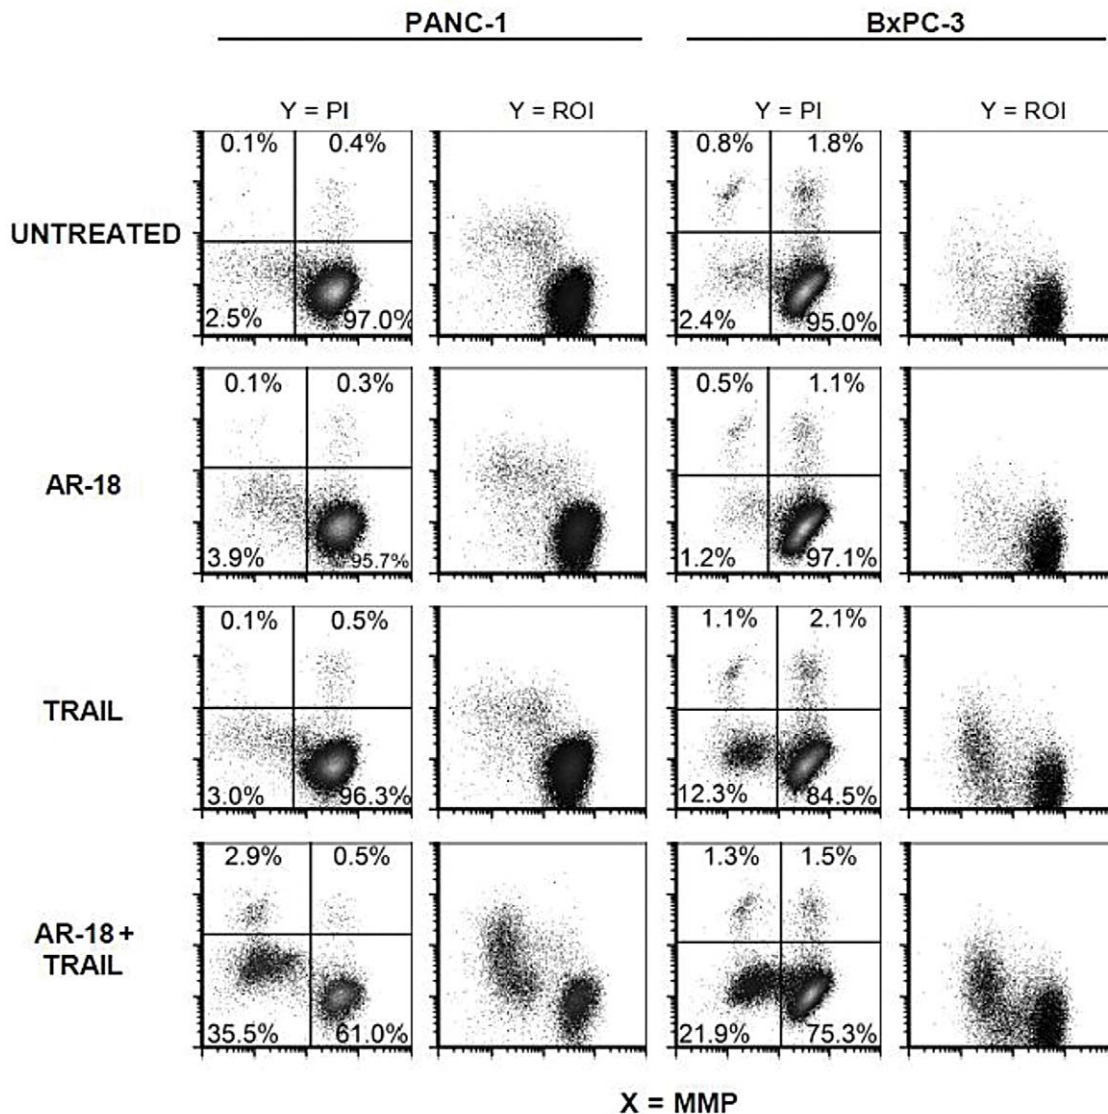 PANC-1 BxPC-3
Y = PI Y = ROI Y = PI Y = ROI
0.1% 0.4% 0.8% 1.8%
UNTREATED
2.5% 97.0% 2.4% 95.0%
0.1% 0.3% 0.5% 1.1%
AR-18
3.9% 95.7% 1.2% 97.1%
0.1% 0.5% 1.1% 2.1%
TRAIL
3.0% 96.3% 12.3% 84.5%
2.9% 0.5% 1.3% 1.5%
AR-18 +
TRAIL
35.5% 61.0% 21.9% 75.3%
X = MMP